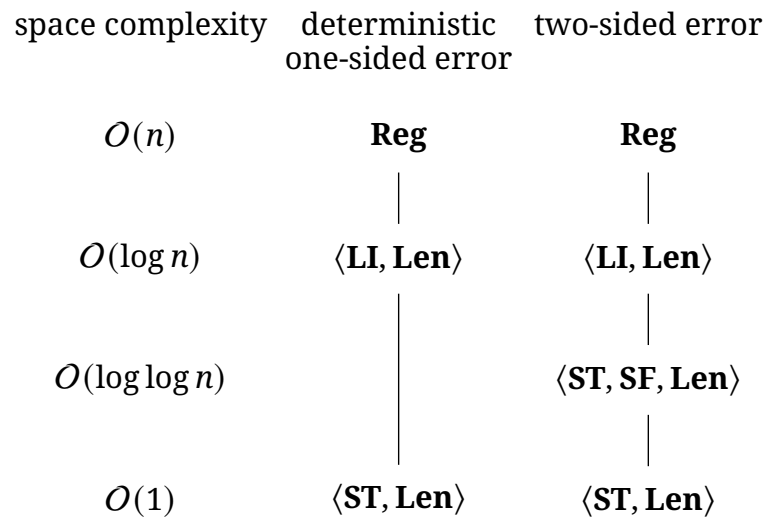 space complexity deterministic two-sided error
one-sided error
𝒪(n) Reg Reg
𝒪(log n) ⟨LI, Len⟩ ⟨LI, Len⟩
𝒪(log log n) ⟨ST, SF, Len⟩
𝒪(1) ⟨ST, Len⟩ ⟨ST, Len⟩